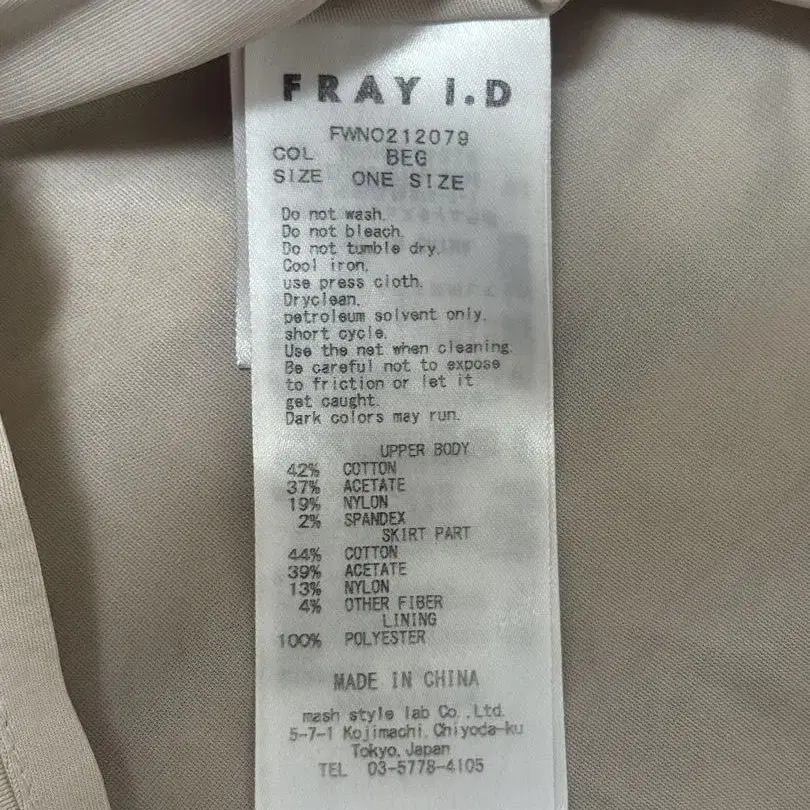 FRAY I.D
FWNO212079
COL BEG
SIZE ONE SIZE
Do not wash.
Do not bleach.
Do not tumble dry.
Cool iron,
use press cloth.
Dryclean,
petroleum solvent only,
short cycle.
Use the net when cleaning.
Be careful not to expose
to friction or let it
get caught.
Dark colors may run.
UPPER BODY
42% COTTON
37% ACETATE
19% NYLON
2% SPANDEX
SKIRT PART
44% COTTON
39% ACETATE
13% NYLON
4% OTHER FIBER
LINING
100% POLYESTER
MADE IN CHINA
mash style lab Co.,Ltd.
5-7-1 Kojimachi, Chiyoda-ku
Tokyo, Japan
TEL 03-5778-4105